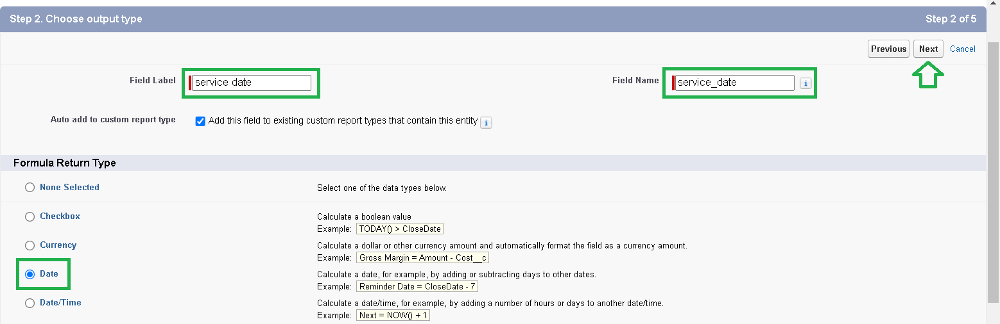 Step 2. Choose output type Step 2 of 5
Previous Next Cancel
Field Label service date Field Name service_date i
Auto add to custom report type Add this field to existing custom report types that contain this entity i
Formula Return Type
None Selected Select one of the data types below.
Checkbox Calculate a boolean value
Example: TODAY() > CloseDate
Currency Calculate a dollar or other currency amount and automatically format the field as a currency amount.
Example: Gross Margin = Amount - Cost__c
Date Calculate a date, for example, by adding or subtracting days to other dates.
Example: Reminder Date = CloseDate - 7
Date/Time Calculate a date/time, for example, by adding a number of hours or days to another date/time.
Example: Next = NOW() + 1